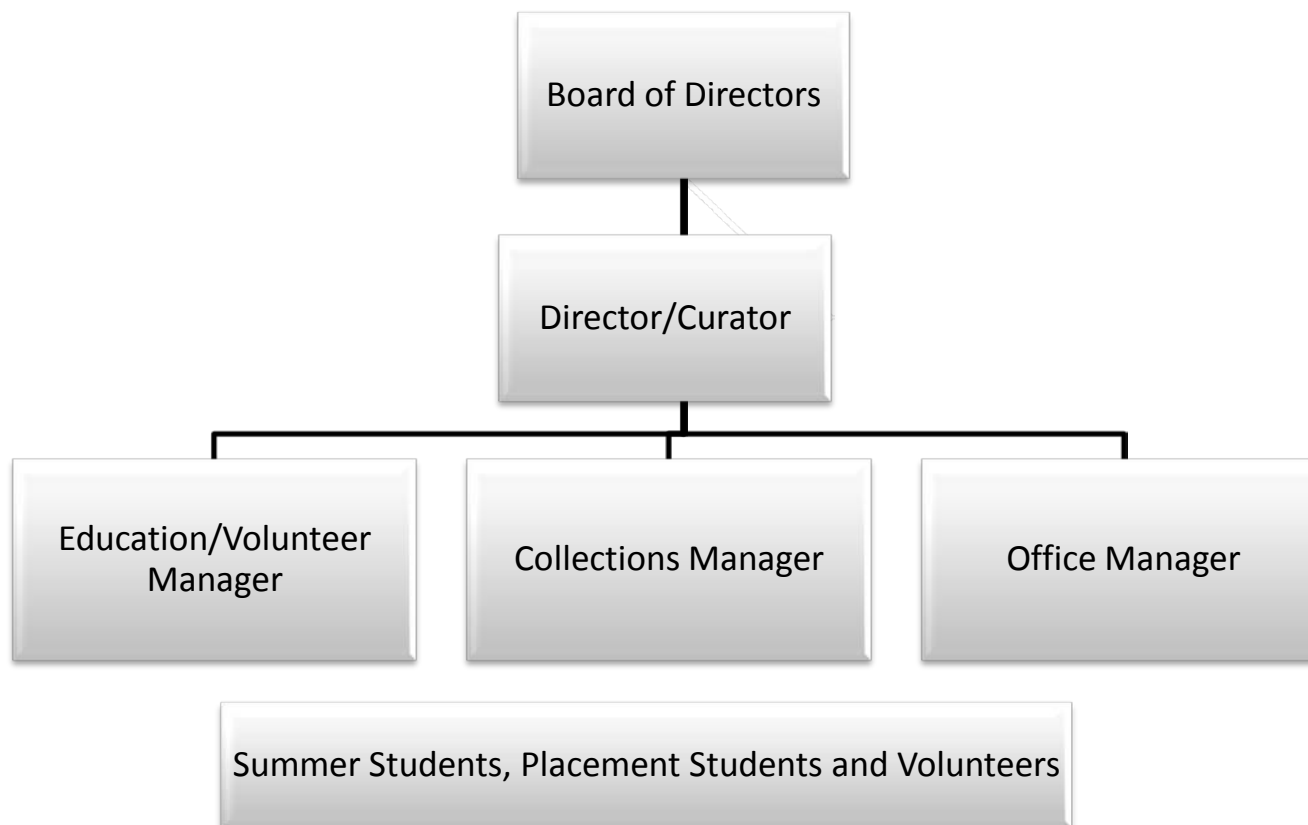 Board of Directors
Director/Curator
Education/Volunteer
Manager
Collections Manager
Office Manager
Summer Students, Placement Students and Volunteers